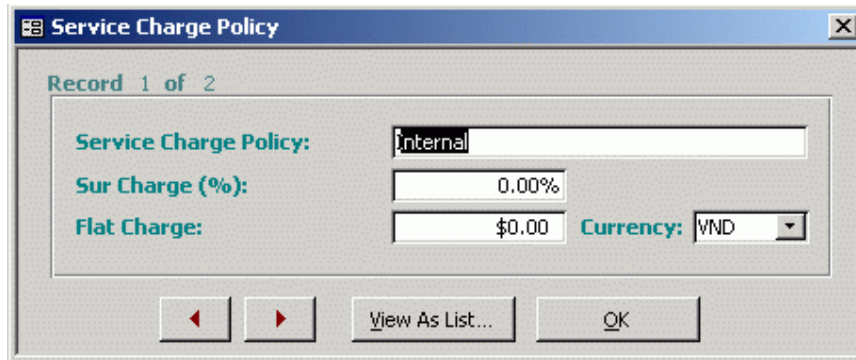 Service Charge Policy
Record 1 of 2
Service Charge Policy: Internal
Sur Charge (%): 0.00%
Flat Charge: $0.00 Currency: VND
View As List... OK